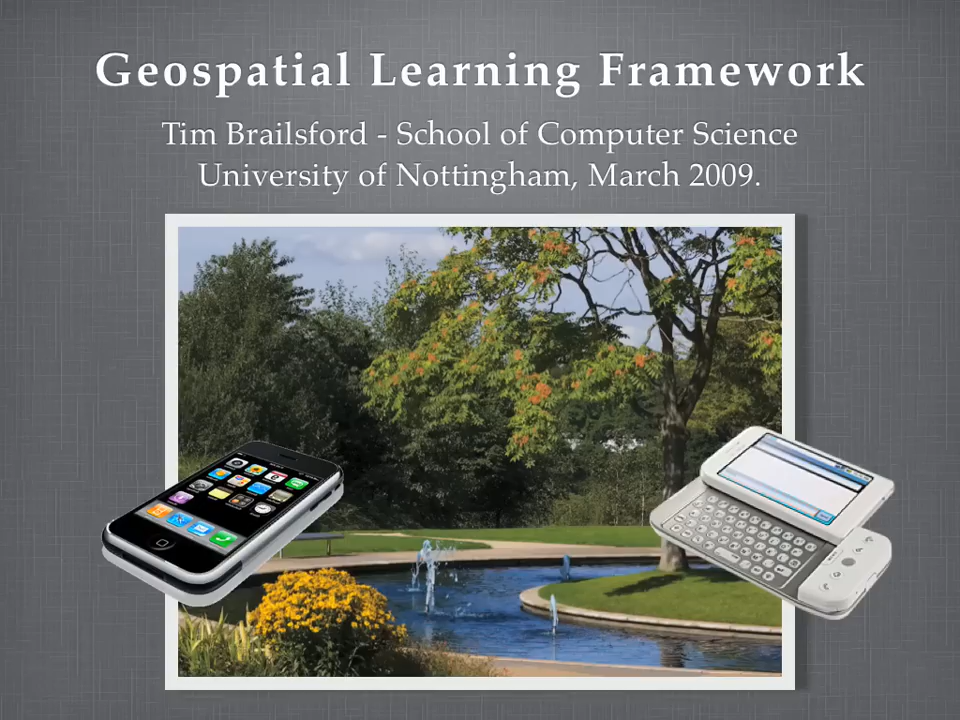 Geospatial Learning Framework
Tim Brailsford - School of Computer Science
University of Nottingham, March 2009.